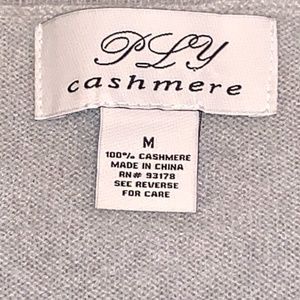 PLY
cashmere
M
100% CASHMERE
MADE IN CHINA
RN# 93178
SEE REVERSE
FOR CARE